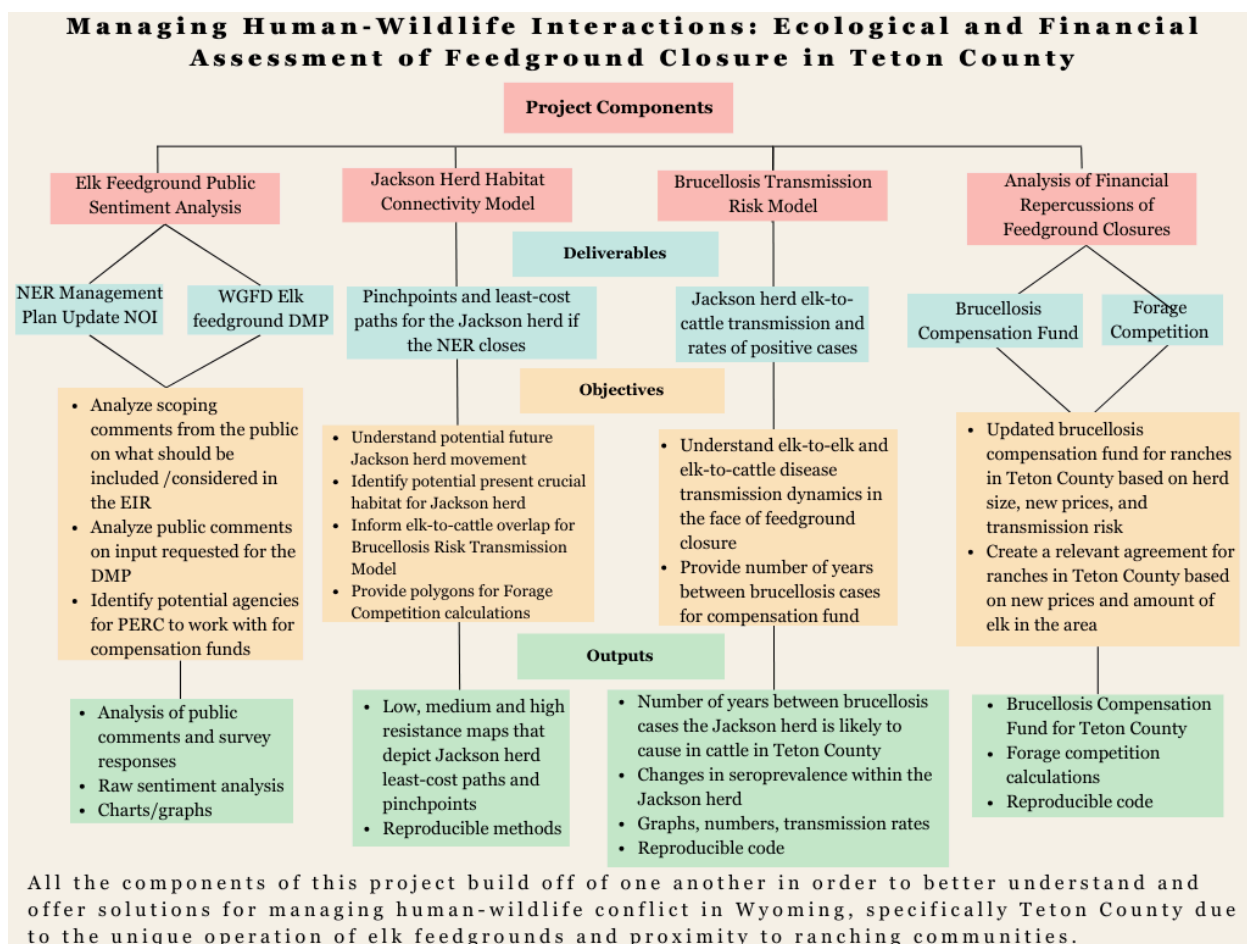 Managing Human-Wildlife Interactions: Ecological and Financial
Assessment of Feedground Closure in Teton County
Project Components
Elk Feedground Public
Sentiment Analysis
Jackson Herd Habitat
Connectivity Model
Brucellosis Transmission
Risk Model
Analysis of Financial
Repercussions of
Feedground Closures
Deliverables
NER Management
Plan Update NOI
WGFD Elk
feedground DMP
Pinchpoints and least-cost
paths for the Jackson herd if
the NER closes
Jackson herd elk-to-
cattle transmission and
rates of positive cases
Brucellosis
Compensation Fund
Forage
Competition
Objectives
• Analyze scoping
comments from the public
on what should be
included /considered in
the EIR
• Analyze public comments
on input requested for the
DMP
• Identify potential agencies
for PERC to work with for
compensation funds
• Understand potential future
Jackson herd movement
• Identify potential present crucial
habitat for Jackson herd
• Inform elk-to-cattle overlap for
Brucellosis Risk Transmission
Model
• Provide polygons for Forage
Competition calculations
• Understand elk-to-elk and
elk-to-cattle disease
transmission dynamics in
the face of feedground
closure
• Provide number of years
between brucellosis cases
for compensation fund
• Updated brucellosis
compensation fund for ranches
in Teton County based on herd
size, new prices, and
transmission risk
• Create a relevant agreement for
ranches in Teton County based
on new prices and amount of
elk in the area
Outputs
• Analysis of public
comments and survey
responses
• Raw sentiment analysis
• Charts/graphs
• Low, medium and high
resistance maps that
depict Jackson herd
least-cost paths and
pinchpoints
• Reproducible methods
• Number of years between brucellosis
cases the Jackson herd is likely to
cause in cattle in Teton County
• Changes in seroprevalence within the
Jackson herd
• Graphs, numbers, transmission rates
• Reproducible code
• Brucellosis Compensation
Fund for Teton County
• Forage competition
calculations
• Reproducible code
All the components of this project build off of one another in order to better understand and
offer solutions for managing human-wildlife conflict in Wyoming, specifically Teton County due
to the unique operation of elk feedgrounds and proximity to ranching communities.